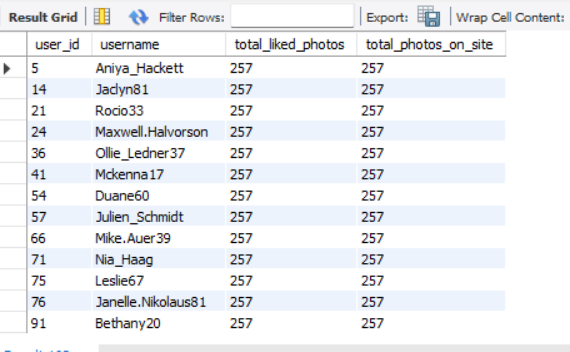 Result Grid Filter Rows: Export: Wrap Cell Content:
user_id username total_liked_photos total_photos_on_site
5 Aniya_Hackett 257 257
14 Jaclyn81 257 257
21 Rocio33 257 257
24 Maxwell.Halvorson 257 257
36 Ollie_Ledner37 257 257
41 Mckenna17 257 257
54 Duane60 257 257
57 Julien_Schmidt 257 257
66 Mike.Auer39 257 257
71 Nia_Haag 257 257
75 Leslie67 257 257
76 Janelle.Nikolaus81 257 257
91 Bethany20 257 257